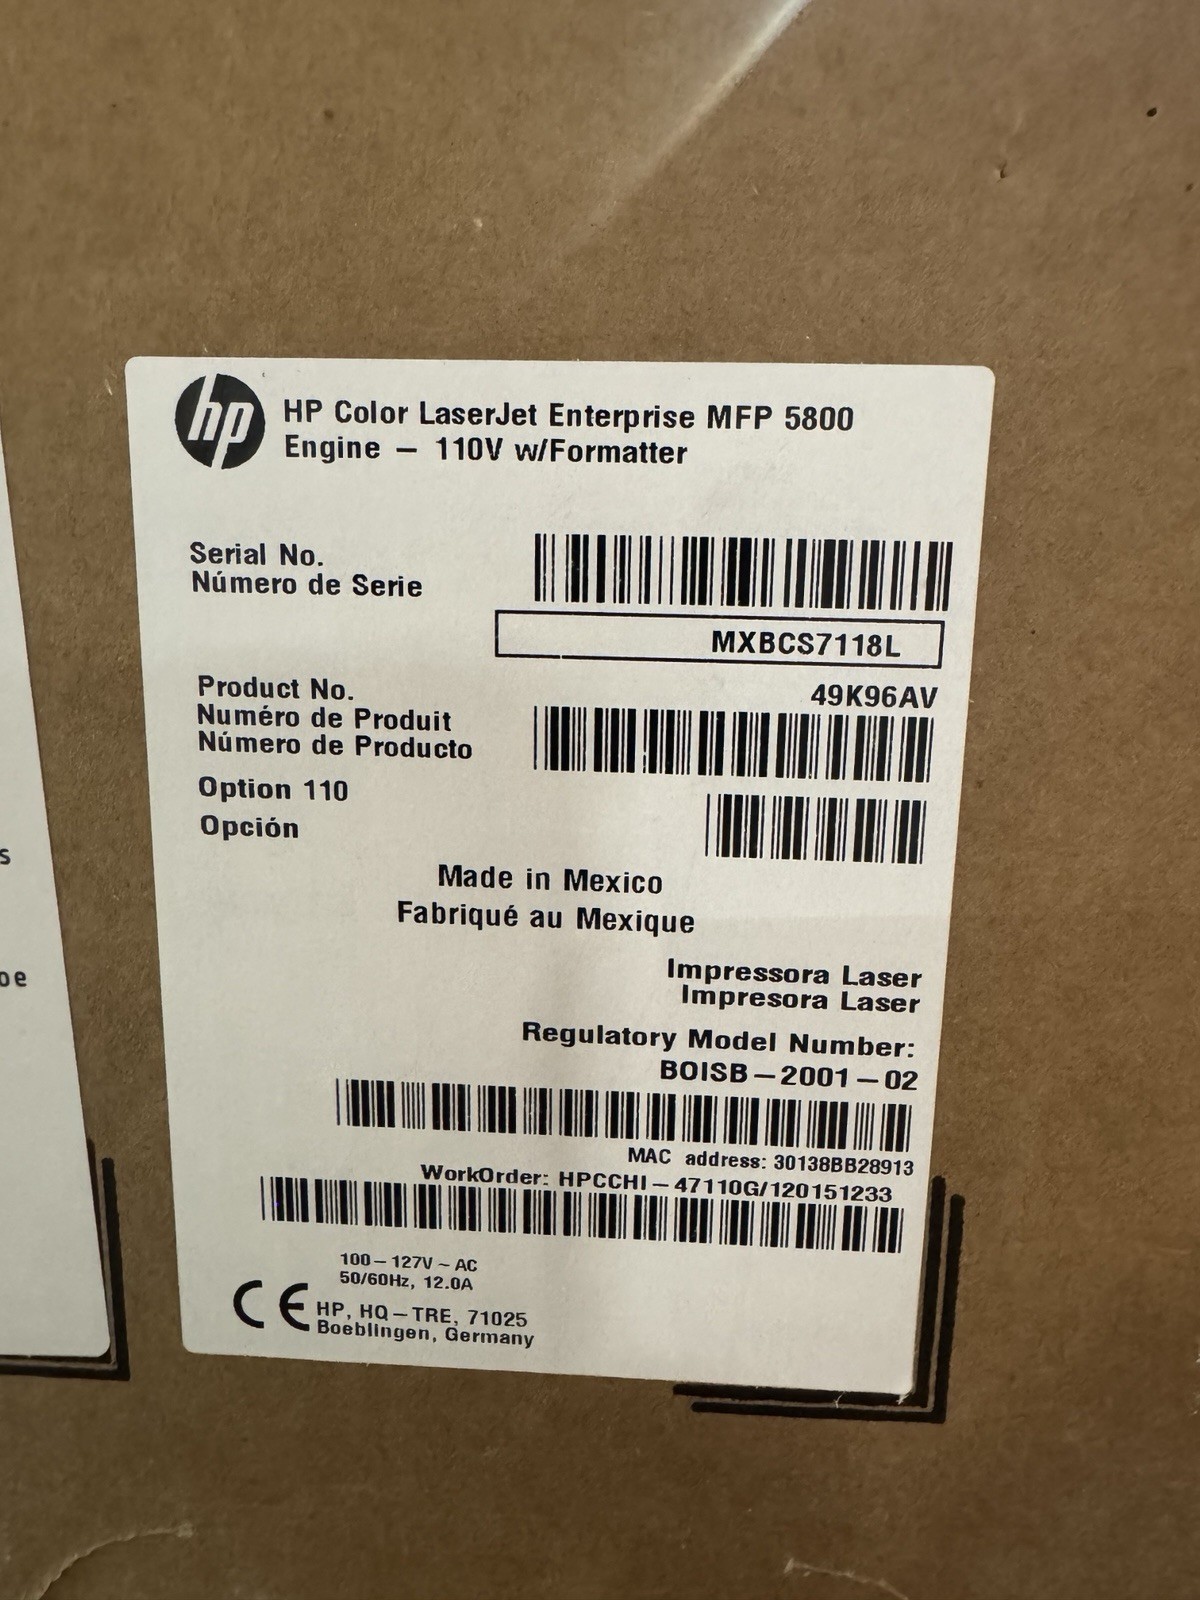 hp
HP Color LaserJet Enterprise MFP 5800
Engine – 110V w/Formatter
Serial No.
Número de Serie
MXBCS7118L
Product No.
49K96AV
Numéro de Produit
Número de Producto
Option 110
Opción
Made in Mexico
Fabriqué au Mexique
Impressora Laser
Impresora Laser
Regulatory Model Number:
BOISB – 2001 – 02
MAC address: 30138BB28913
WorkOrder: HPCCHI – 47110G/120151233
100 – 127V ~ AC
50/60Hz, 12.0A
CE
HP, HQ – TRE, 71025
Boeblingen, Germany